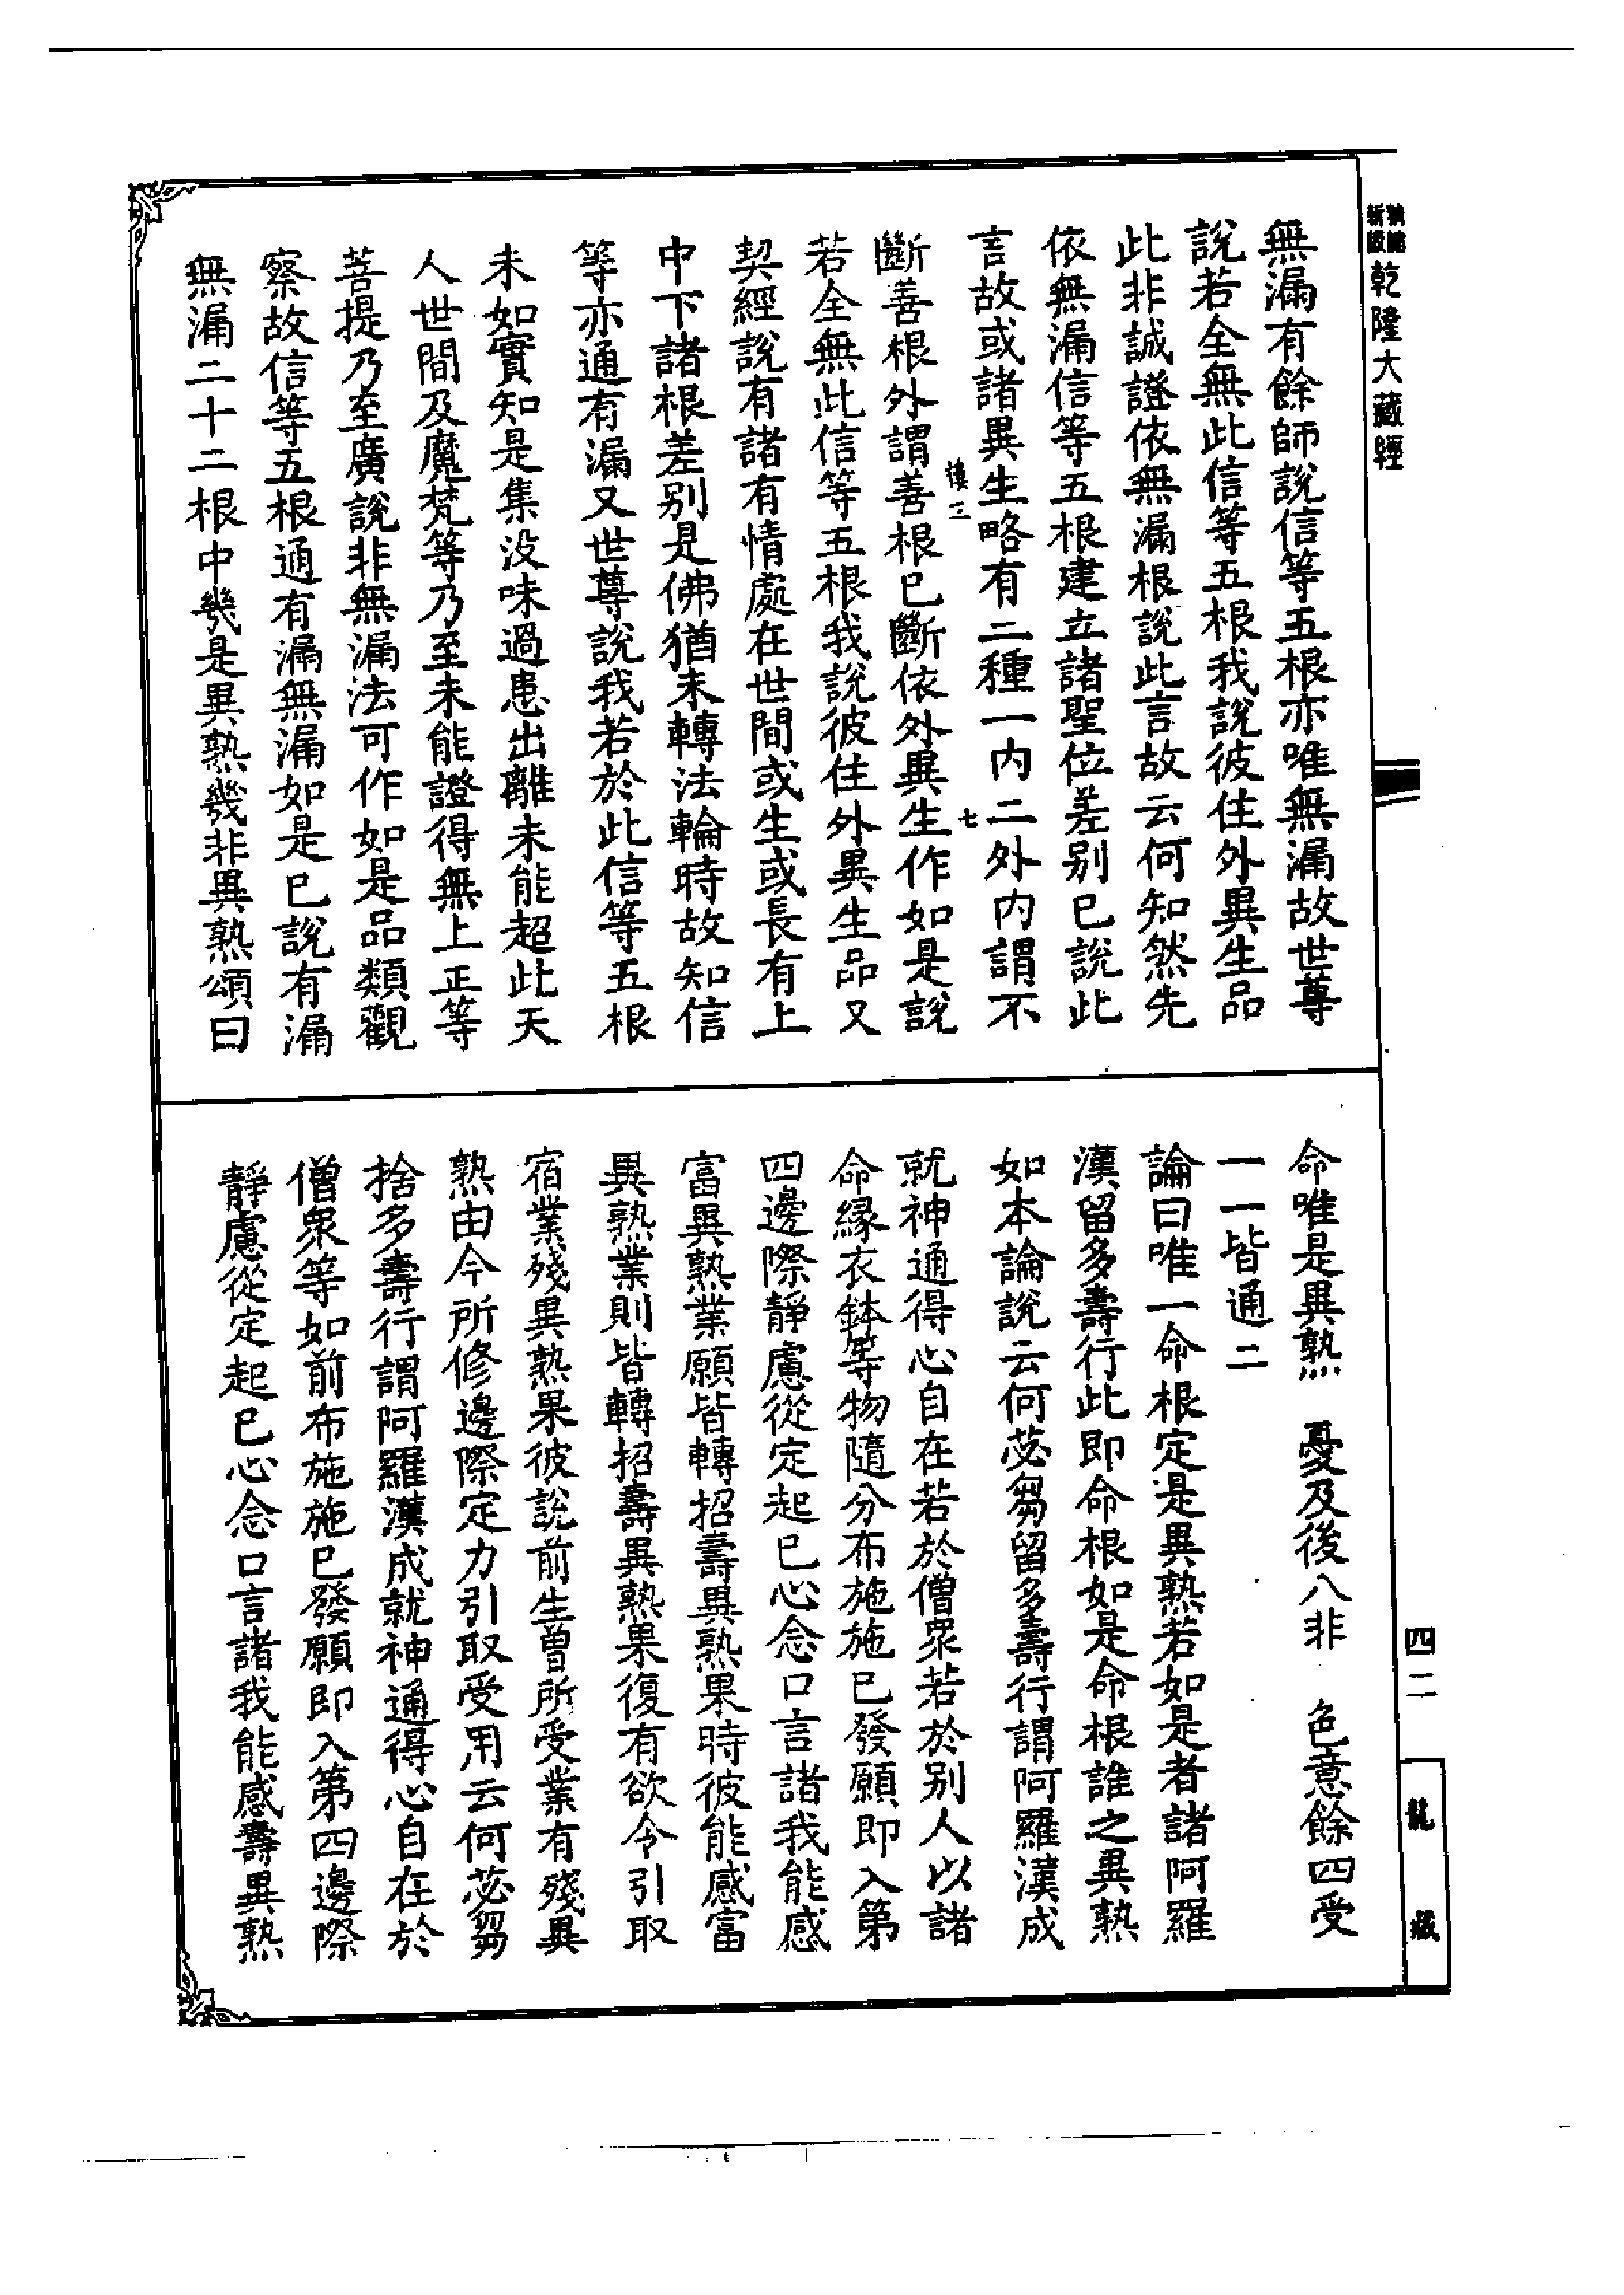 乾隆大藏經
無漏有餘師說信等五根亦唯無漏故世尊
說若全無此信等五根我說彼住外異生品
此非誠證依無漏根說此言故云何知然先
依無漏信等五根建立諸聖位差別已說此
言故或諸異生略有二種一內二外內謂不
七
斷善根外謂善根已斷依外異生作如是說
若全無此信等五根我說彼住外異生品又
契經說有諸有情處在世間或生或長有上
中下諸根差別是佛猶未轉法輪時故知信
等亦通有漏又世尊說我若於此信等五根
未如實知是集沒味過患出離未能超此天
人世間及魔梵等乃至未能證得無上正等
菩提乃至廣說非無漏法可作如是品類觀
察故信等五根通有漏無漏如是已說有漏
無漏二十二根中幾是異熟幾非異熟頌曰
命唯是異熟　憂及後八非　色意餘四受
一一皆通二
論曰唯一命根定是異熟若如是者諸阿羅
漢留多壽行此即命根如是命根誰之異熟
如本論說云何苾芻留多壽行謂阿羅漢成
就神通得心自在若於僧眾若於別人以諸
命緣衣鉢等物隨分布施施已發願即入第
四邊際靜慮從定起已心念口言諸我能感
富異熟業願皆轉招壽異熟果時彼能感富
異熟業則皆轉招壽異熟果復有欲令引取
宿業殘異熟果彼說前生曾所受業有殘異
熟由今所修邊際定力引取受用云何苾芻
捨多壽行謂阿羅漢成就神通得心自在於
僧眾等如前布施施已發願即入第四邊際
靜慮從定起已心念口言諸我能感壽異熟
四二
龍藏